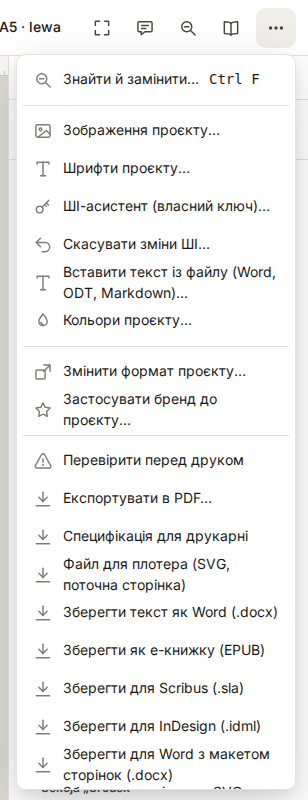 A5 · Iewa
Знайти й замінити... Ctrl F
Зображення проєкту...
Шрифти проєкту...
ШІ-асистент (власний ключ)...
Скасувати зміни ШІ...
Вставити текст із файлу (Word,
ODT, Markdown)...
Кольори проєкту...
Змінити формат проєкту...
Застосувати бренд до
проєкту...
Перевірити перед друком
Експортувати в PDF...
Специфікація для друкарні
Файл для плотера (SVG,
поточна сторінка)
Зберегти текст як Word (.docx)
Зберегти як е-книжку (EPUB)
Зберегти для Scribus (.sla)
Зберегти для InDesign (.idml)
Зберегти для Word з макетом
сторінок (.docx)